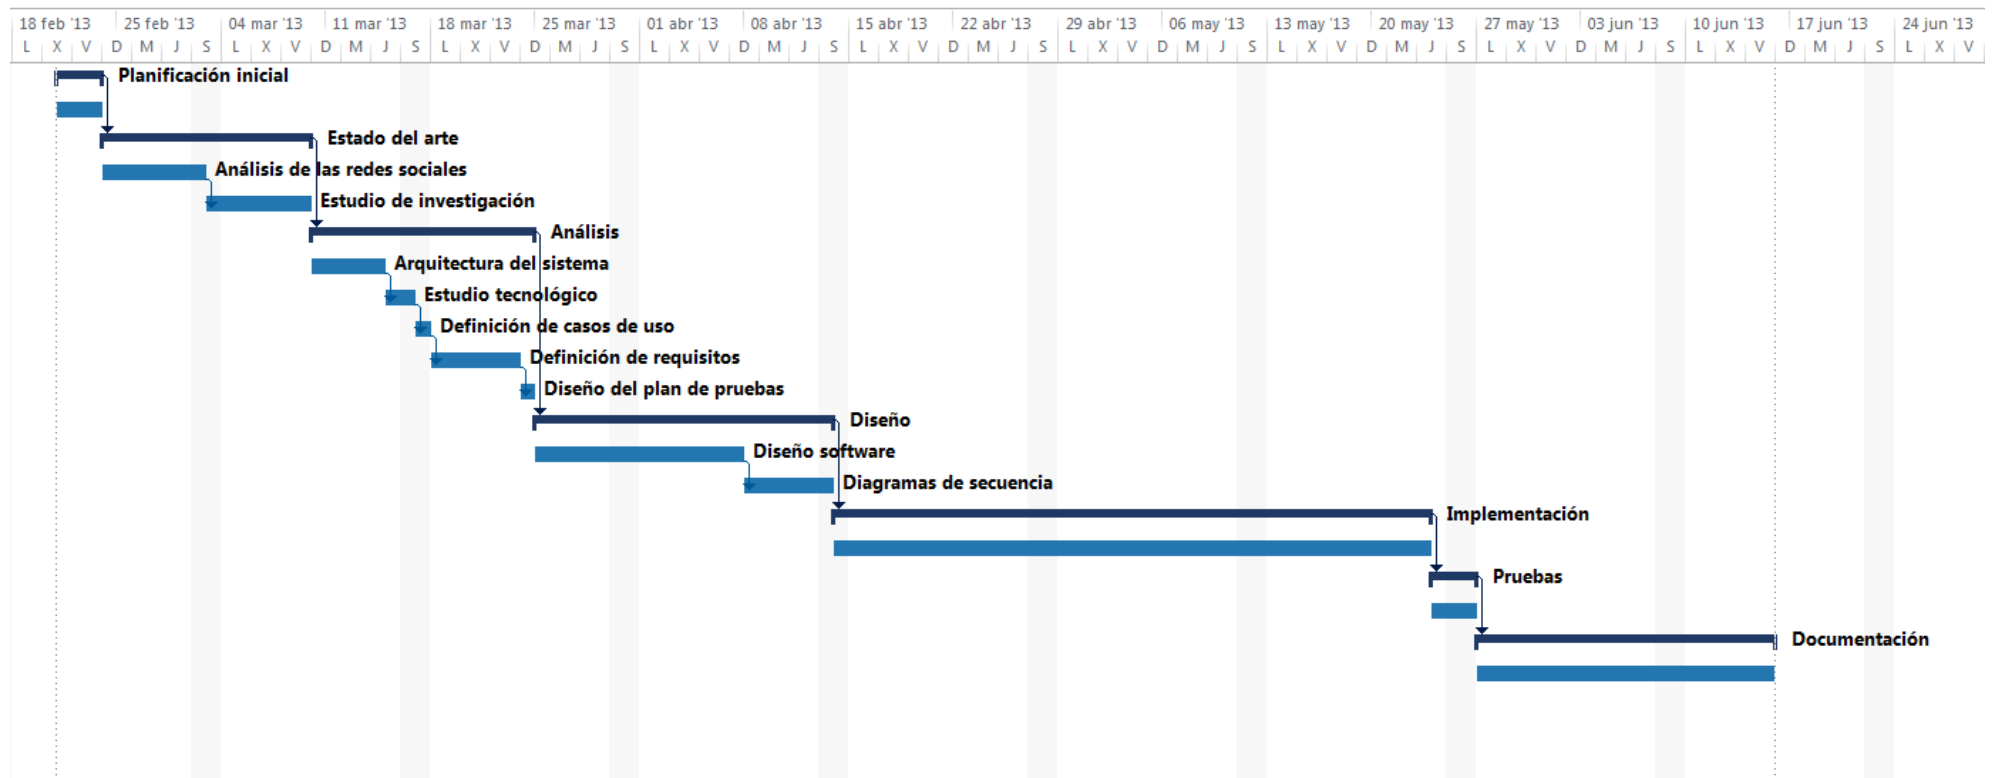 18 feb '13 25 feb '13 04 mar '13 11 mar '13 18 mar '13 25 mar '13 01 abr '13 08 abr '13 15 abr '13 22 abr '13 29 abr '13 06 may '13 13 may '13 20 may '13 27 may '13 03 jun '13 10 jun '13 17 jun '13 24 jun '13
L X V D M J S L X V D M J S L X V D M J S L X V D M J S L X V D M J S L X V D M J S L X V D M J S L X V D M J S L X V D M J S L X V
Planificación inicial
Estado del arte
Análisis de las redes sociales
Estudio de investigación
Análisis
Arquitectura del sistema
Estudio tecnológico
Definición de casos de uso
Definición de requisitos
Diseño del plan de pruebas
Diseño
Diseño software
Diagramas de secuencia
Implementación
Pruebas
Documentación